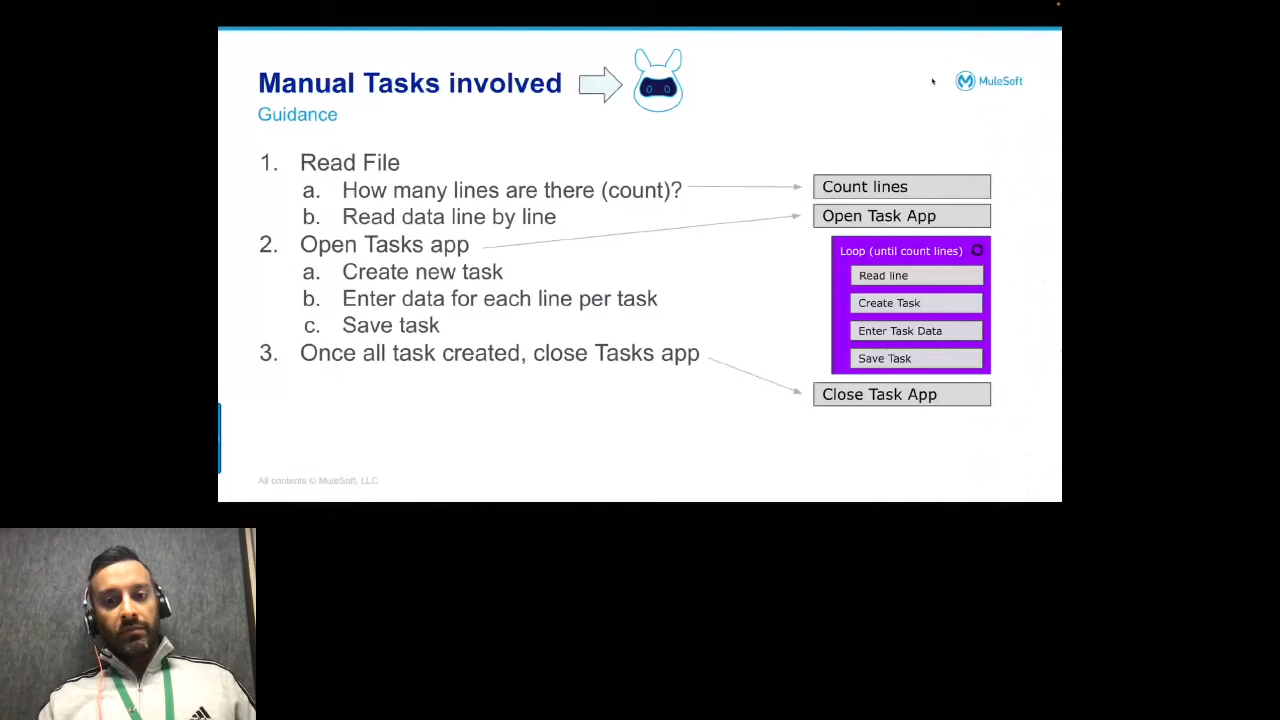 Manual Tasks involved
MuleSoft
Guidance
1. Read File
a. How many lines are there (count)?
b. Read data line by line
2. Open Tasks app
a. Create new task
b. Enter data for each line per task
c. Save task
3. Once all task created, close Tasks app
Count lines
Open Task App
Loop (until count lines)
Read line
Create Task
Enter Task Data
Save Task
Close Task App
All contents © MuleSoft, LLC